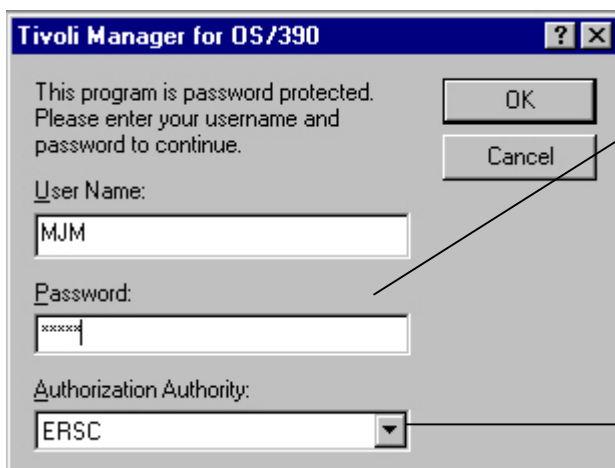 Tivoli Manager for OS/390
This program is password protected.
Please enter your username and
password to continue.
OK
Cancel
User Name:
MJM
Password:
*****
Authorization Authority:
ERSC